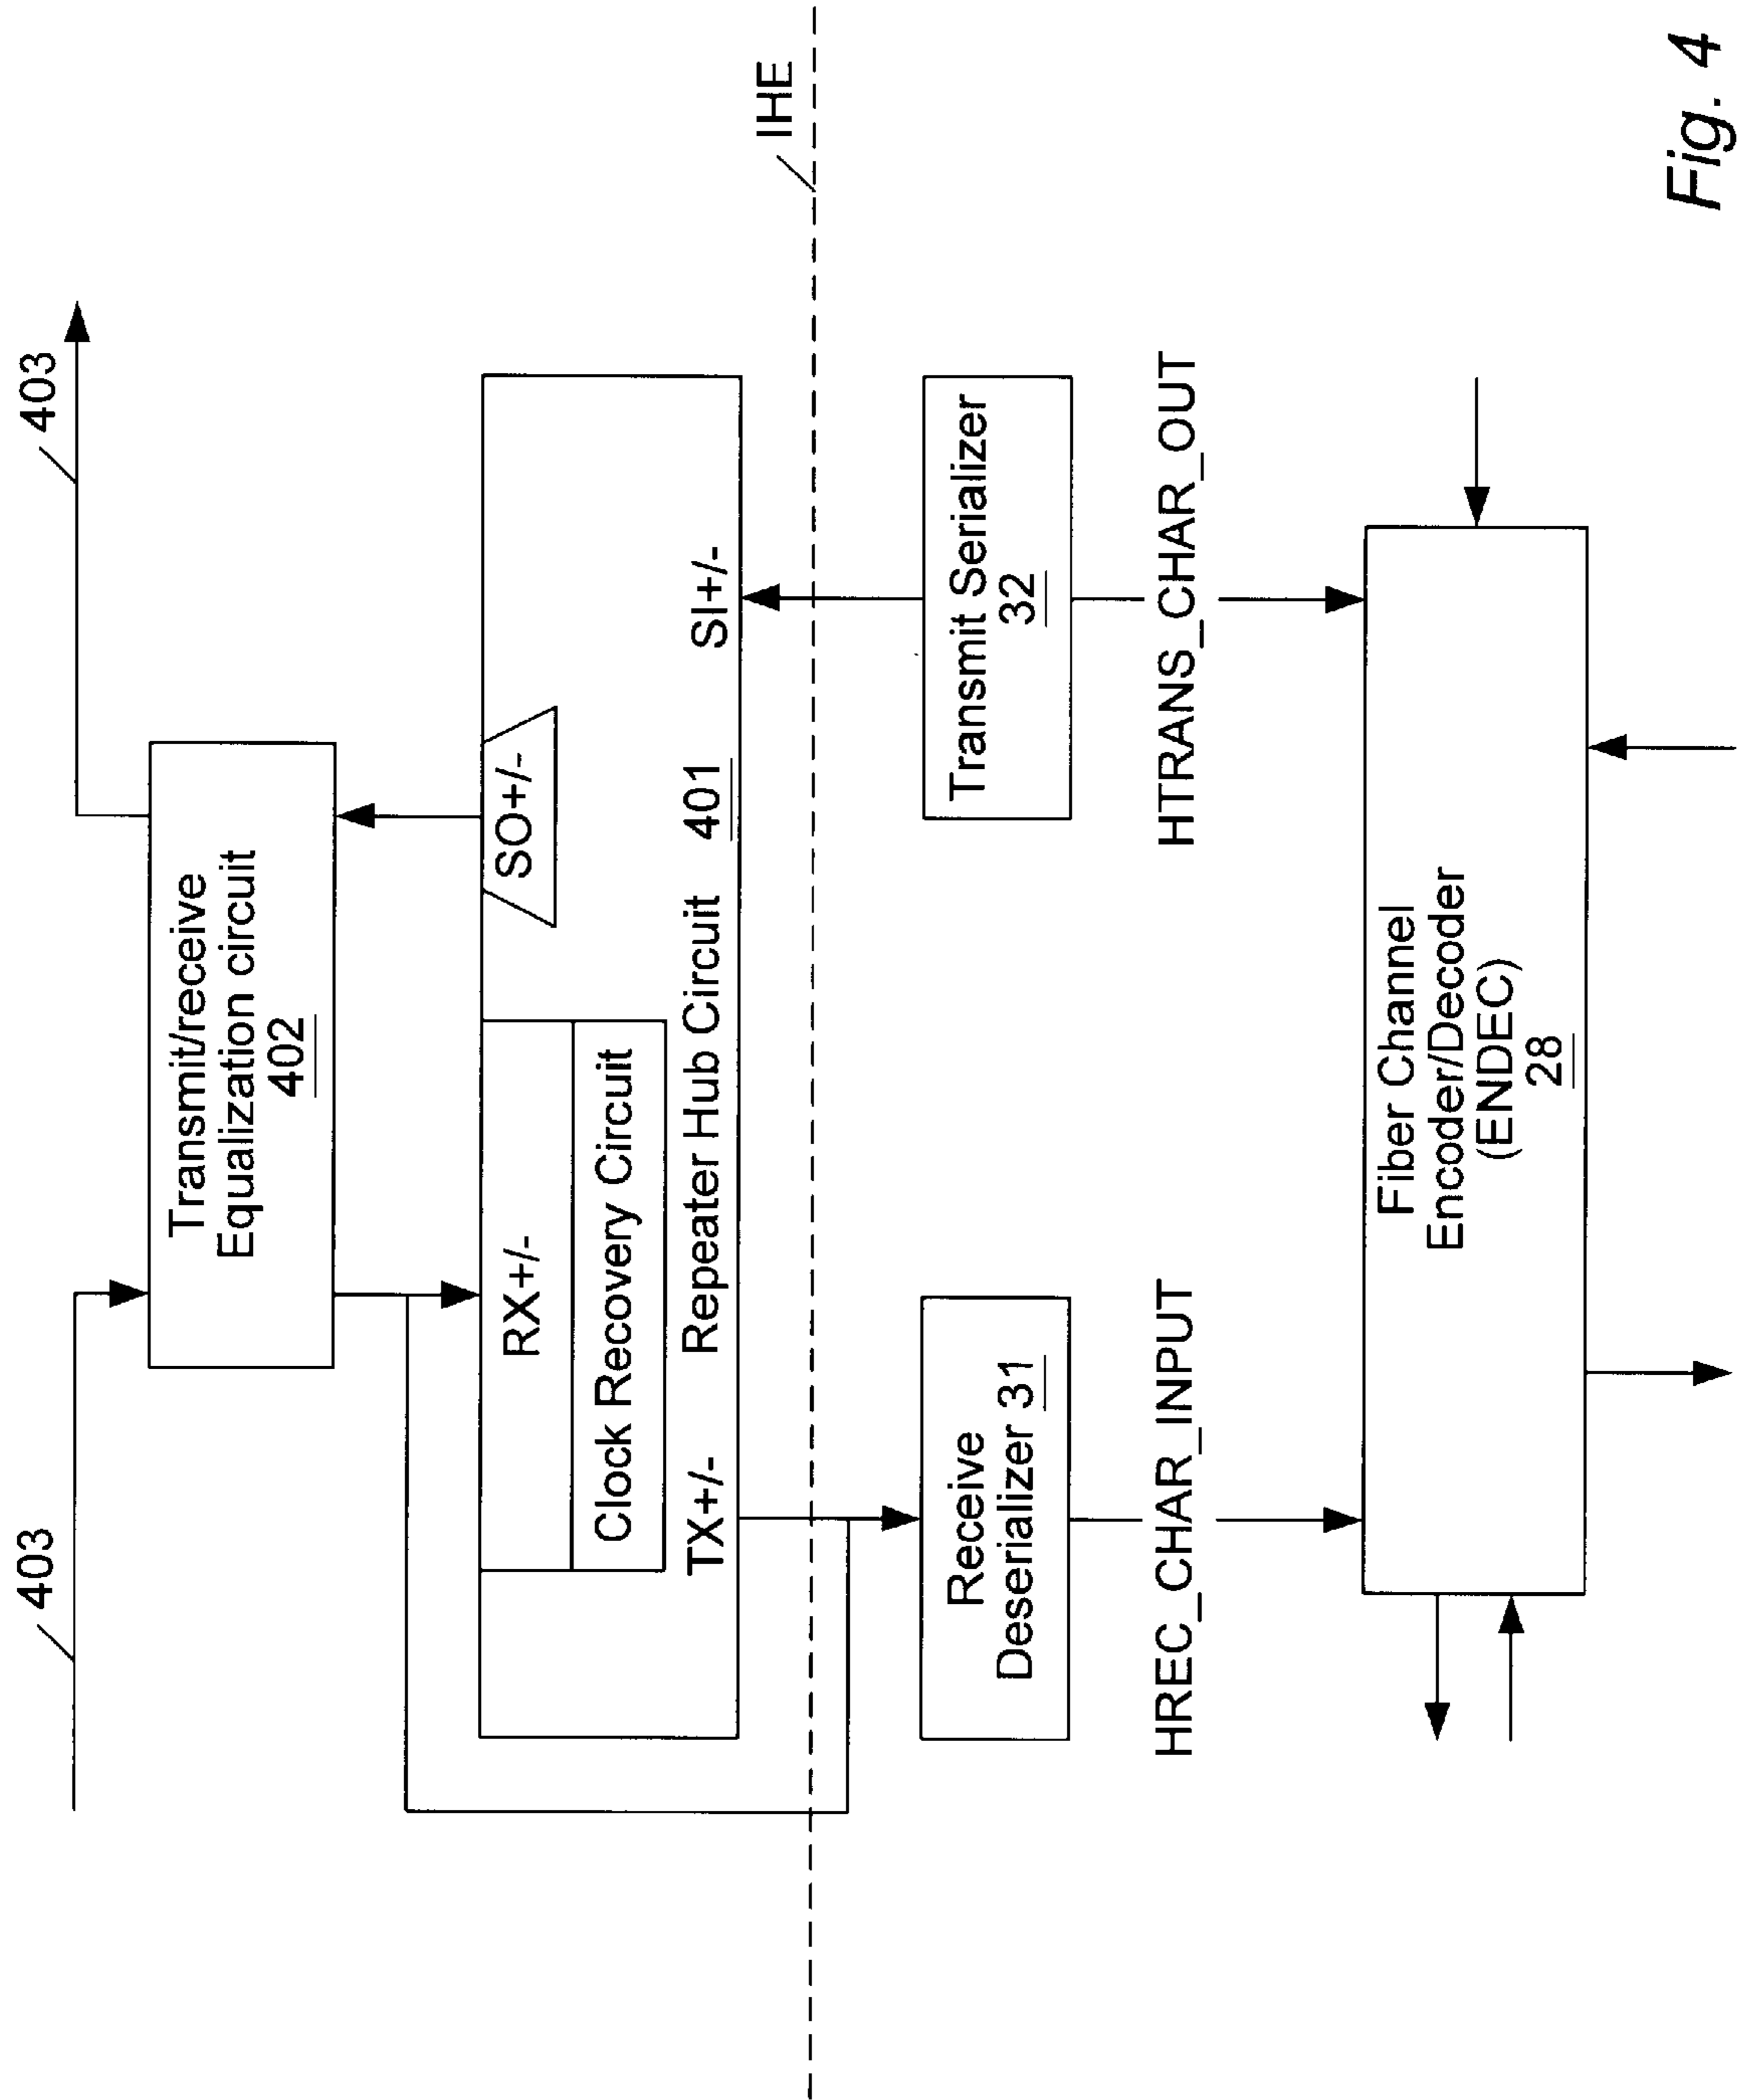 403
403
Transmit/receive
Equalization circuit
402
RX+/-
SO+/-
Clock Recovery Circuit
TX+/-
Repeater Hub Circuit 401
SI+/-
IHE
Receive
Deserializer 31
Transmit Serializer
32
HREC_CHAR_INPUT
HTRANS_CHAR_OUT
Fiber Channel
Encoder/Decoder
(ENDEC)
28
Fig. 4